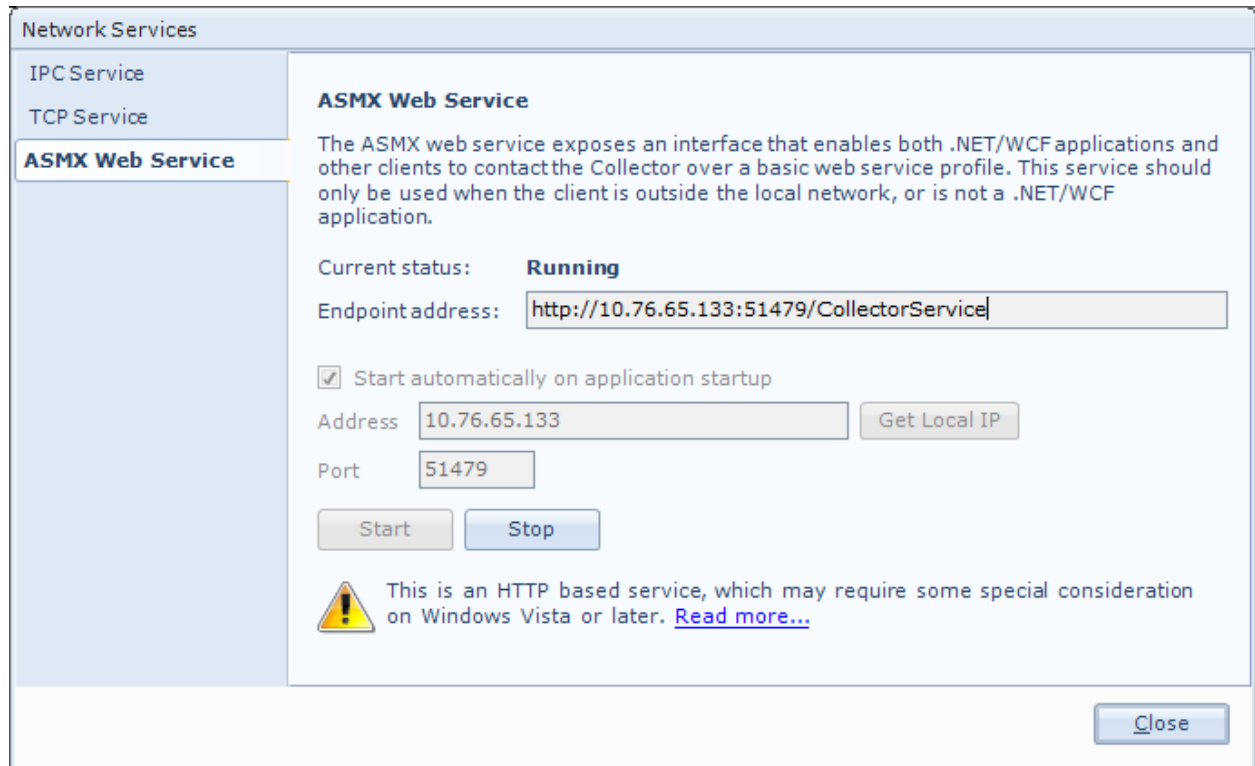 Network Services
IPC Service
TCP Service
ASMX Web Service
ASMX Web Service
The ASMX web service exposes an interface that enables both .NET/WCF applications and
other clients to contact the Collector over a basic web service profile. This service should
only be used when the client is outside the local network, or is not a .NET/WCF
application.
Current status: Running
Endpoint address: http://10.76.65.133:51479/CollectorService
Start automatically on application startup
Address 10.76.65.133 Get Local IP
Port 51479
Start Stop
This is an HTTP based service, which may require some special consideration
on Windows Vista or later. Read more...
Close